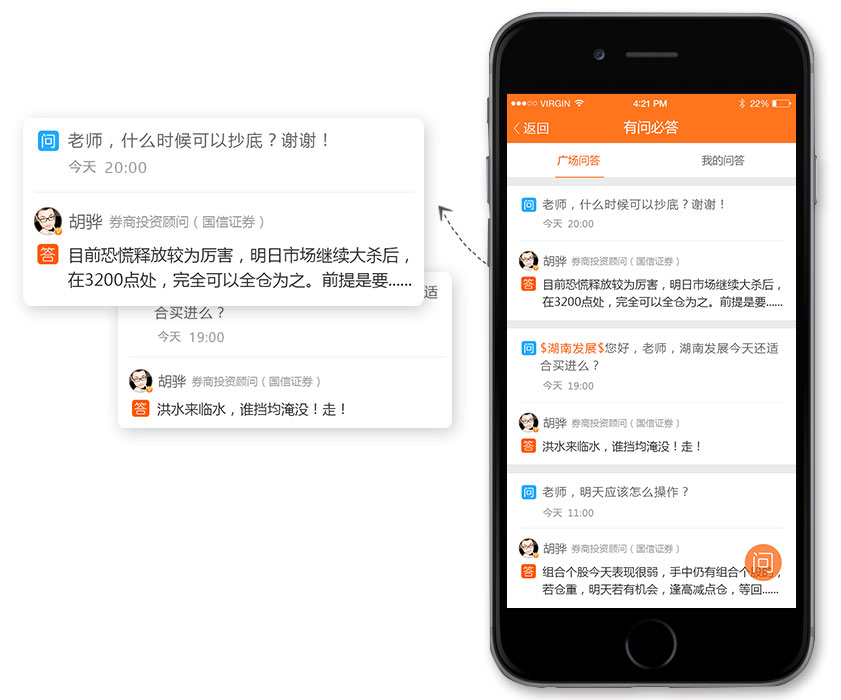 问 老师，什么时候可以抄底？谢谢！
今天 20:00
胡骅 券商投资顾问（国信证券）
答 目前恐慌释放较为厉害，明日市场继续大杀后，
在3200点处，完全可以全仓为之。前提是要......
适
合买进么？
今天 19:00
胡骅 券商投资顾问（国信证券）
答 洪水来临水，谁挡均淹没！走！
VIRGIN 4:21 PM 22%
返回 有问必答
广场问答 我的问答
问 老师，什么时候可以抄底？谢谢！
今天 20:00
胡骅 券商投资顾问（国信证券）
答 目前恐慌释放较为厉害，明日市场继续大杀后，
在3200点处，完全可以全仓为之。前提是要......
问 $湖南发展$您好，老师，湖南发展今天还适
合买进么？
今天 19:00
胡骅 券商投资顾问（国信证券）
答 洪水来临水，谁挡均淹没！走！
问 老师，明天应该怎么操作？
今天 11:00
胡骅 券商投资顾问（国信证券）
问
答 组合个股今天表现很弱，手中仍有组合个股的，
若仓重，明天若有机会，逢高减点仓，等回......